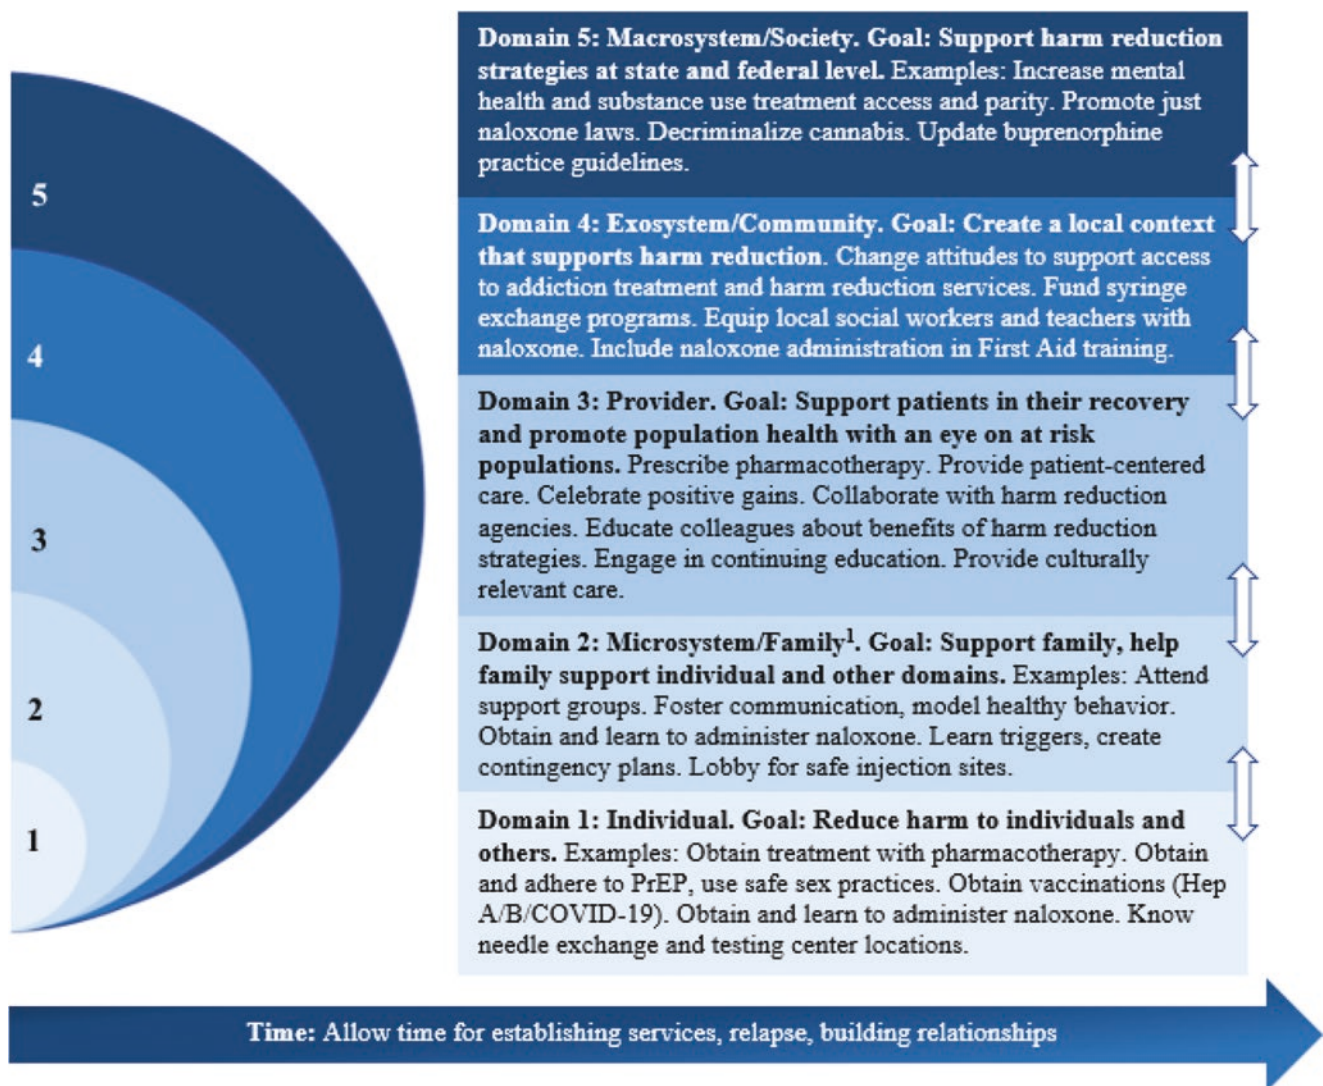 5
4
3
2
1
Domain 5: Macrosystem/Society. Goal: Support harm reduction
strategies at state and federal level. Examples: Increase mental
health and substance use treatment access and parity. Promote just
naloxone laws. Decriminalize cannabis. Update buprenorphine
practice guidelines.
Domain 4: Exosystem/Community. Goal: Create a local context
that supports harm reduction. Change attitudes to support access
to addiction treatment and harm reduction services. Fund syringe
exchange programs. Equip local social workers and teachers with
naloxone. Include naloxone administration in First Aid training.
Domain 3: Provider. Goal: Support patients in their recovery
and promote population health with an eye on at risk
populations. Prescribe pharmacotherapy. Provide patient-centered
care. Celebrate positive gains. Collaborate with harm reduction
agencies. Educate colleagues about benefits of harm reduction
strategies. Engage in continuing education. Provide culturally
relevant care.
Domain 2: Microsystem/Family¹. Goal: Support family, help
family support individual and other domains. Examples: Attend
support groups. Foster communication, model healthy behavior.
Obtain and learn to administer naloxone. Learn triggers, create
contingency plans. Lobby for safe injection sites.
Domain 1: Individual. Goal: Reduce harm to individuals and
others. Examples: Obtain treatment with pharmacotherapy. Obtain
and adhere to PrEP, use safe sex practices. Obtain vaccinations (Hep
A/B/COVID-19). Obtain and learn to administer naloxone. Know
needle exchange and testing center locations.
Time: Allow time for establishing services, relapse, building relationships